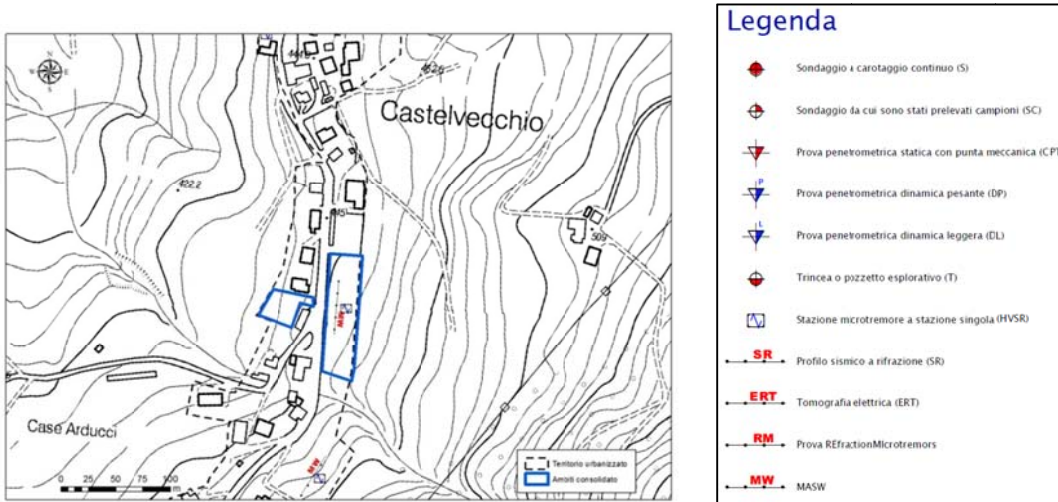 Castelvecchio
422.2
445
509
MW
Case Arducci
MW
0 25 50 75 100
m
Territorio urbanizzato
Ambiti consolidato
Legenda
Sondaggio a carotaggio continuo (S)
Sondaggio da cui sono stati prelevati campioni (SC)
Prova penetrometrica statica con punta meccanica (CPT
P
Prova penetrometrica dinamica pesante (DP)
L
Prova penetrometrica dinamica leggera (DL)
Trincea o pozzetto esplorativo (T)
Stazione microtremore a stazione singola (HVSR)
SR
Profilo sismico a rifrazione (SR)
ERT
Tomografia elettrica (ERT)
RM
Prova REfractionMicrotremors
MW
MASW